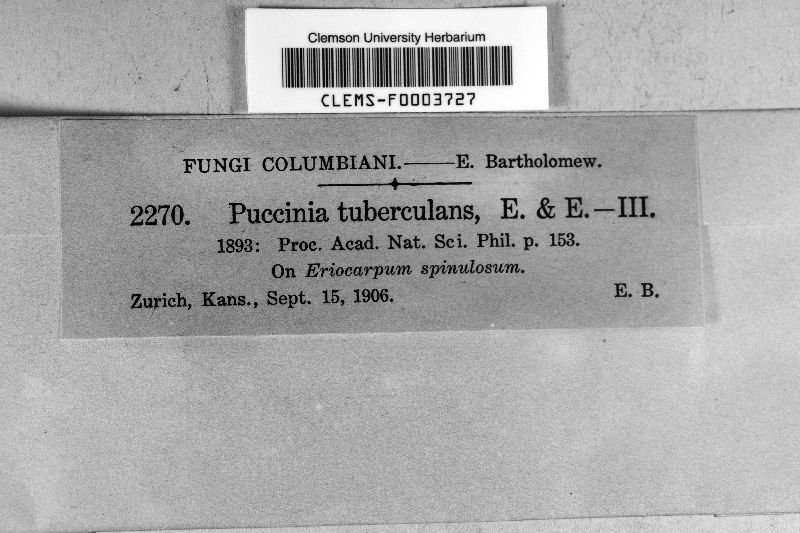 Clemson University Herbarium
CLEMS-F0003727
FUNGI COLUMBIANI.——E. Bartholomew.
2270. Puccinia tuberculans, E. & E.—III.
1893: Proc. Acad. Nat. Sci. Phil. p. 153.
On Eriocarpum spinulosum.
Zurich, Kans., Sept. 15, 1906. E. B.